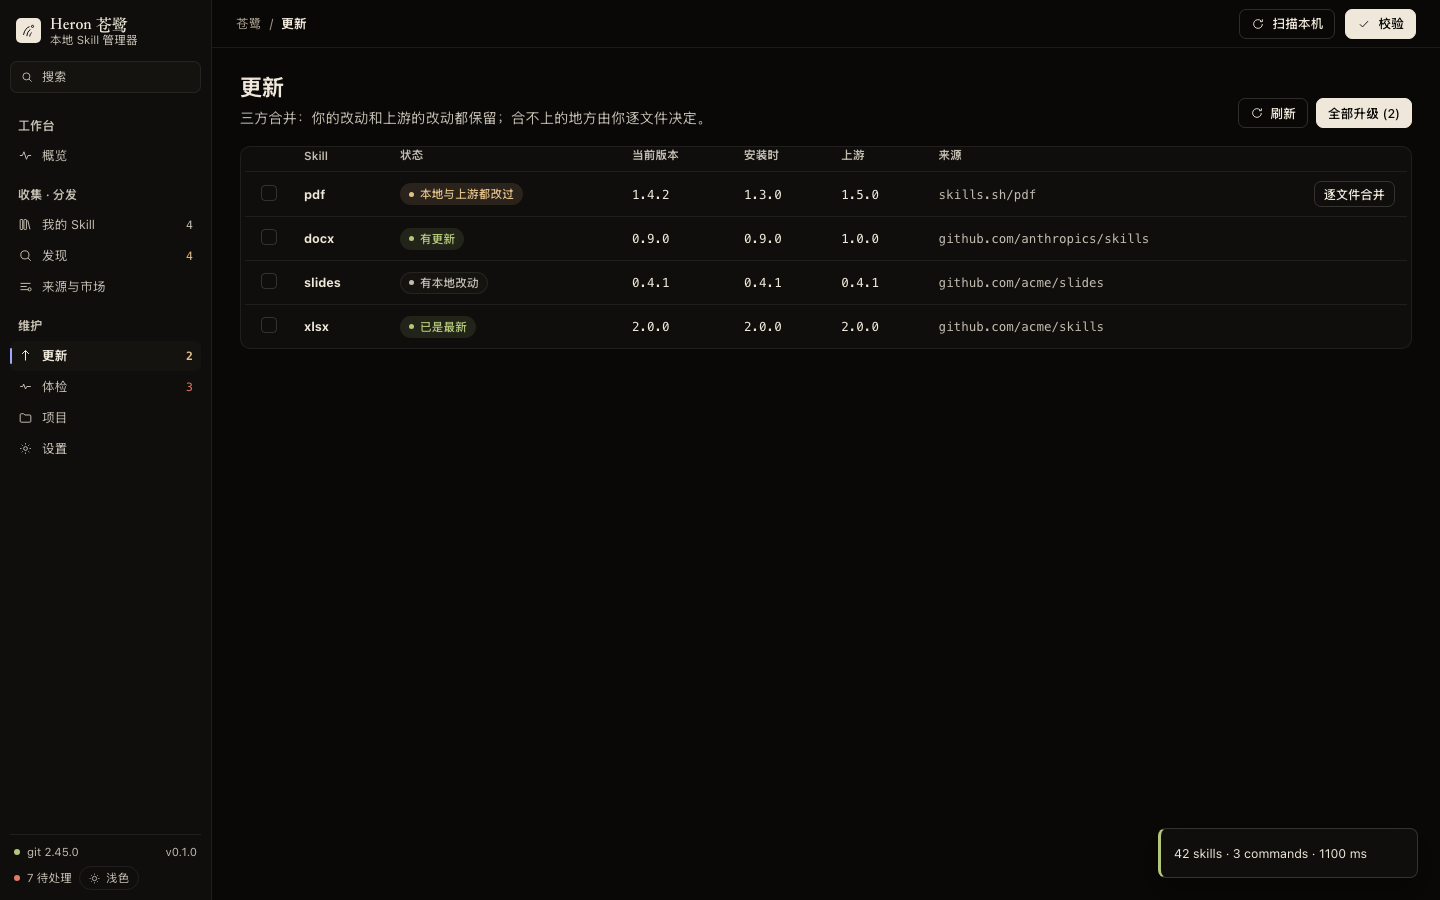 Heron 苍鹭
本地 Skill 管理器
搜索
工作台
概览
收集 · 分发
我的 Skill 4
发现 4
来源与市场
维护
更新 2
体检 3
项目
设置
git 2.45.0 v0.1.0
7 待处理 浅色
苍鹭 / 更新
扫描本机 校验
更新
三方合并：你的改动和上游的改动都保留；合不上的地方由你逐文件决定。
刷新 全部升级 (2)
Skill 状态 当前版本 安装时 上游 来源
pdf 本地与上游都改过 1.4.2 1.3.0 1.5.0 skills.sh/pdf 逐文件合并
docx 有更新 0.9.0 0.9.0 1.0.0 github.com/anthropics/skills
slides 有本地改动 0.4.1 0.4.1 0.4.1 github.com/acme/slides
xlsx 已是最新 2.0.0 2.0.0 2.0.0 github.com/acme/skills
42 skills · 3 commands · 1100 ms